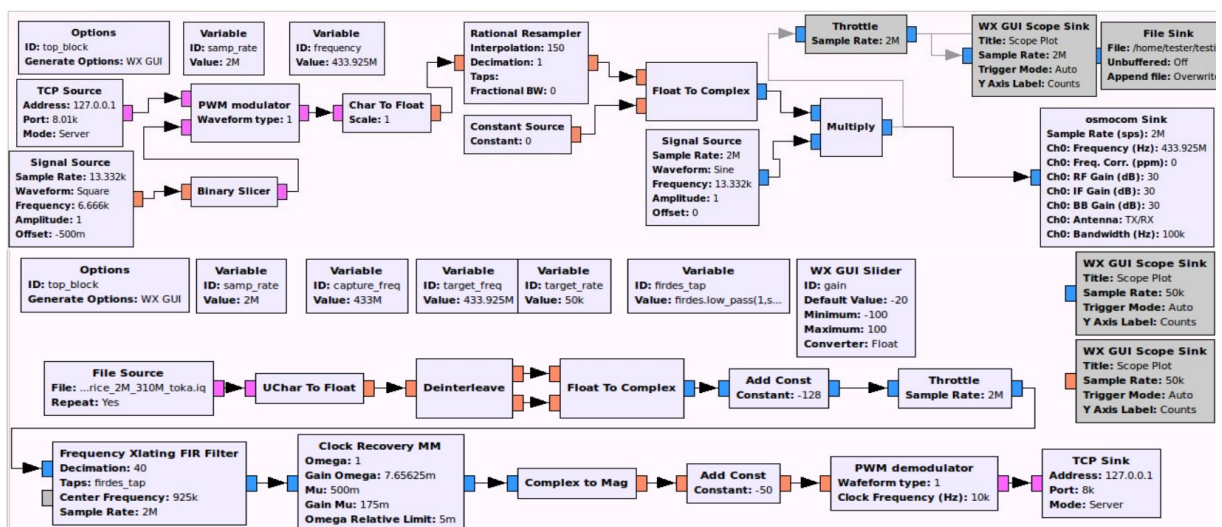 Options
ID: top_block
Generate Options: WX GUI
Variable
ID: samp_rate
Value: 2M
Variable
ID: frequency
Value: 433.925M
Rational Resampler
Interpolation: 150
Decimation: 1
Taps:
Fractional BW: 0
Throttle
Sample Rate: 2M
WX GUI Scope Sink
Title: Scope Plot
Sample Rate: 2M
Trigger Mode: Auto
Y Axis Label: Counts
File Sink
File: /home/tester/testi
Unbuffered: Off
Append file: Overwrite
TCP Source
Address: 127.0.0.1
Port: 8.01k
Mode: Server
PWM modulator
Waveform type: 1
Char To Float
Scale: 1
Constant Source
Constant: 0
Float To Complex
Multiply
Signal Source
Sample Rate: 13.332k
Waveform: Square
Frequency: 6.666k
Amplitude: 1
Offset: -500m
Binary Slicer
Signal Source
Sample Rate: 2M
Waveform: Sine
Frequency: 13.332k
Amplitude: 1
Offset: 0
osmocom Sink
Sample Rate (sps): 2M
Ch0: Frequency (Hz): 433.925M
Ch0: Freq. Corr. (ppm): 0
Ch0: RF Gain (dB): 30
Ch0: IF Gain (dB): 30
Ch0: BB Gain (dB): 30
Ch0: Antenna: TX/RX
Ch0: Bandwidth (Hz): 100k
Options
ID: top_block
Generate Options: WX GUI
Variable
ID: samp_rate
Value: 2M
Variable
ID: capture_freq
Value: 433M
Variable
ID: target_freq
Value: 433.925M
Variable
ID: target_rate
Value: 50k
Variable
ID: firdes_tap
Value: firdes.low_pass(1,s...
WX GUI Slider
ID: gain
Default Value: -20
Minimum: -100
Maximum: 100
Converter: Float
WX GUI Scope Sink
Title: Scope Plot
Sample Rate: 50k
Trigger Mode: Auto
Y Axis Label: Counts
WX GUI Scope Sink
Title: Scope Plot
Sample Rate: 50k
Trigger Mode: Auto
Y Axis Label: Counts
File Source
File: ...rice_2M_310M_toka.iq
Repeat: Yes
UChar To Float
Deinterleave
Float To Complex
Add Const
Constant: -128
Throttle
Sample Rate: 2M
Frequency Xlating FIR Filter
Decimation: 40
Taps: firdes_tap
Center Frequency: 925k
Sample Rate: 2M
Clock Recovery MM
Omega: 1
Gain Omega: 7.65625m
Mu: 500m
Gain Mu: 175m
Omega Relative Limit: 5m
Complex to Mag
Add Const
Constant: -50
PWM demodulator
Wafeform type: 1
Clock Frequency (Hz): 10k
TCP Sink
Address: 127.0.0.1
Port: 8k
Mode: Server